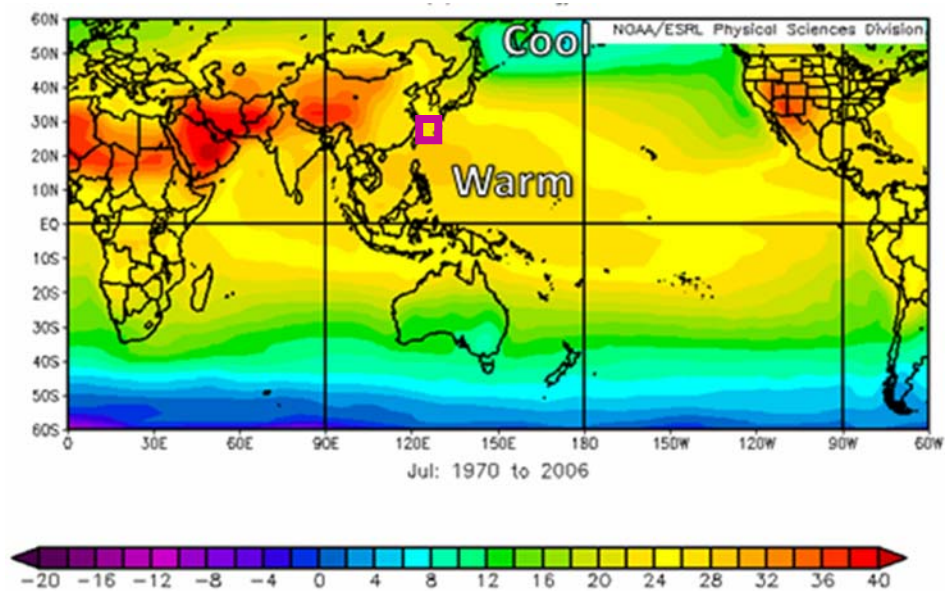 60N
Cool
NOAA/ESRL Physical Sciences Division
50N
40N
30N
20N
Warm
10N
EQ
10S
20S
30S
40S
50S
60S
0 30E 60E 90E 120E 150E 180 150W 120W 90W 60W
Jul: 1970 to 2006
-20 -16 -12 -8 -4 0 4 8 12 16 20 24 28 32 36 40